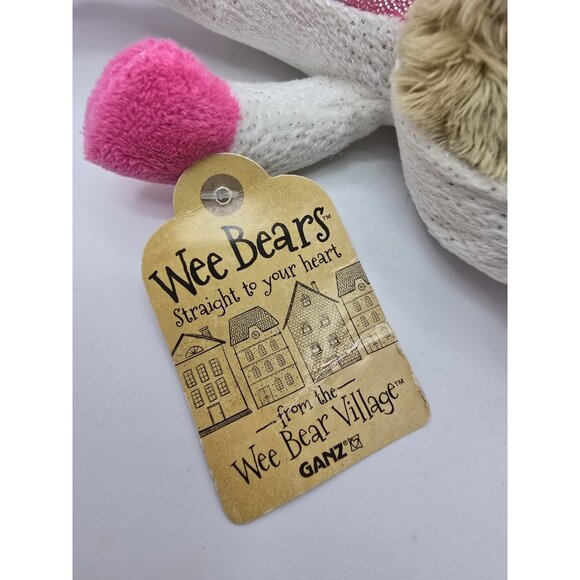 Wee Bears™
Straight to your heart
—from the—
Wee Bear Village™
GANZ®